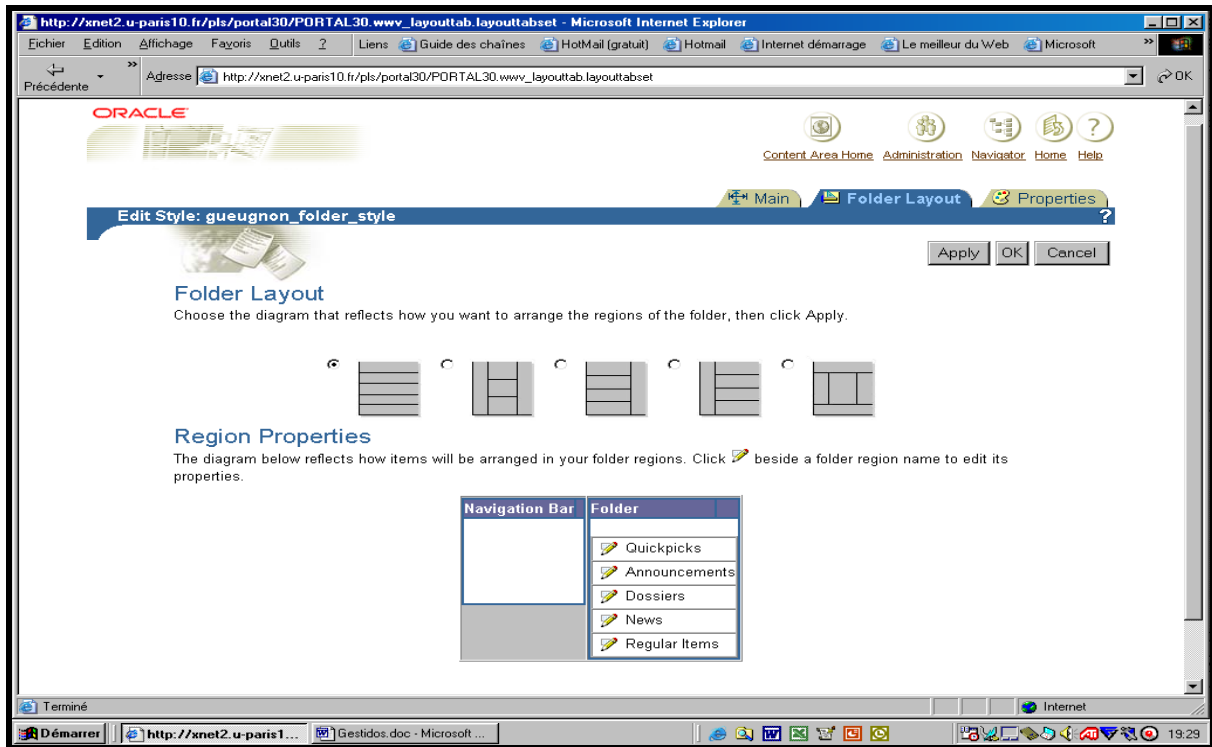 http://xnet2.u-paris10.fr/pls/portal30/PORTAL30.wwv_layouttab.layouttabset - Microsoft Internet Explorer
Fichier Edition Affichage Favoris Outils ? Liens Guide des chaînes HotMail (gratuit) Hotmail Internet démarrage Le meilleur du Web Microsoft »
Précédente » Adresse http://xnet2.u-paris10.fr/pls/portal30/PORTAL30.wwv_layouttab.layouttabset OK
ORACLE
Content Area Home Administration Navigator Home Help
Main Folder Layout Properties
Edit Style: gueugnon_folder_style ?
Apply OK Cancel
Folder Layout
Choose the diagram that reflects how you want to arrange the regions of the folder, then click Apply.
Region Properties
The diagram below reflects how items will be arranged in your folder regions. Click beside a folder region name to edit its
properties.
Navigation Bar Folder
Quickpicks
Announcements
Dossiers
News
Regular Items
Terminé Internet
Démarrer http://xnet2.u-paris1... Gestidos.doc - Microsoft ... 19:29